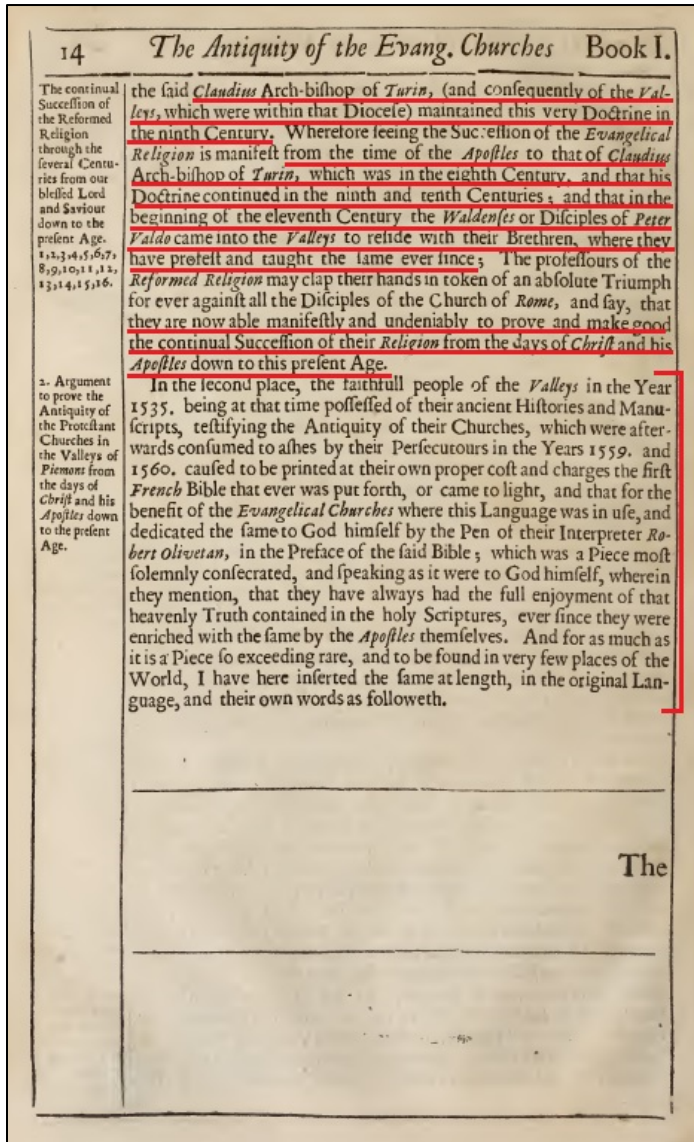 14 The Antiquity of the Evang. Churches Book I.
The continual
Succeſſion of
the Reformed
Religion
through the
ſeveral Centu-
ries from our
bleſſed Lord
and Saviour
down to the
preſent Age.
1,2,3,4,5,6,7,
8,9,10,11,12,
13,14,15,16.
the ſaid Claudius Arch-biſhop of Turin, (and conſequently of the Val-
leys, which were within that Dioceſe) maintained this very Doctrine in
the ninth Century. Wherefore ſeeing the Succeſſion of the Evangelical
Religion is manifeſt from the time of the Apoſtles to that of Claudius
Arch-biſhop of Turin, which was in the eighth Century, and that his
Doctrine continued in the ninth and tenth Centuries; and that in the
beginning of the eleventh Century the Waldenſes or Diſciples of Peter
Valdo came into the Valleys to reſide with their Brethren, where they
have profeſt and taught the ſame ever ſince; The profeſſours of the
Reformed Religion may clap their hands in token of an abſolute Triumph
for ever againſt all the Diſciples of the Church of Rome, and ſay, that
they are now able manifeſtly and undeniably to prove and make good
the continual Succeſſion of their Religion from the days of Chriſt and his
Apoſtles down to this preſent Age.
2. Argument
to prove the
Antiquity of
the Proteſtant
Churches in
the Valleys of
Piemont from
the days of
Chriſt and his
Apoſtles down
to the preſent
Age.
In the ſecond place, the faithfull people of the Valleys in the Year
1535. being at that time poſſeſſed of their ancient Hiſtories and Manu-
ſcripts, teſtifying the Antiquity of their Churches, which were after-
wards conſumed to aſhes by their Perſecutours in the Years 1559. and
1560. cauſed to be printed at their own proper coſt and charges the firſt
French Bible that ever was put forth, or came to light, and that for the
benefit of the Evangelical Churches where this Language was in uſe, and
dedicated the ſame to God himſelf by the Pen of their Interpreter Ro-
bert Olivetan, in the Preface of the ſaid Bible; which was a Piece moſt
ſolemnly conſecrated, and ſpeaking as it were to God himſelf, wherein
they mention, that they have always had the full enjoyment of that
heavenly Truth contained in the holy Scriptures, ever ſince they were
enriched with the ſame by the Apoſtles themſelves. And for as much as
it is a Piece ſo exceeding rare, and to be found in very few places of the
World, I have here inſerted the ſame at length, in the original Lan-
guage, and their own words as followeth.
The